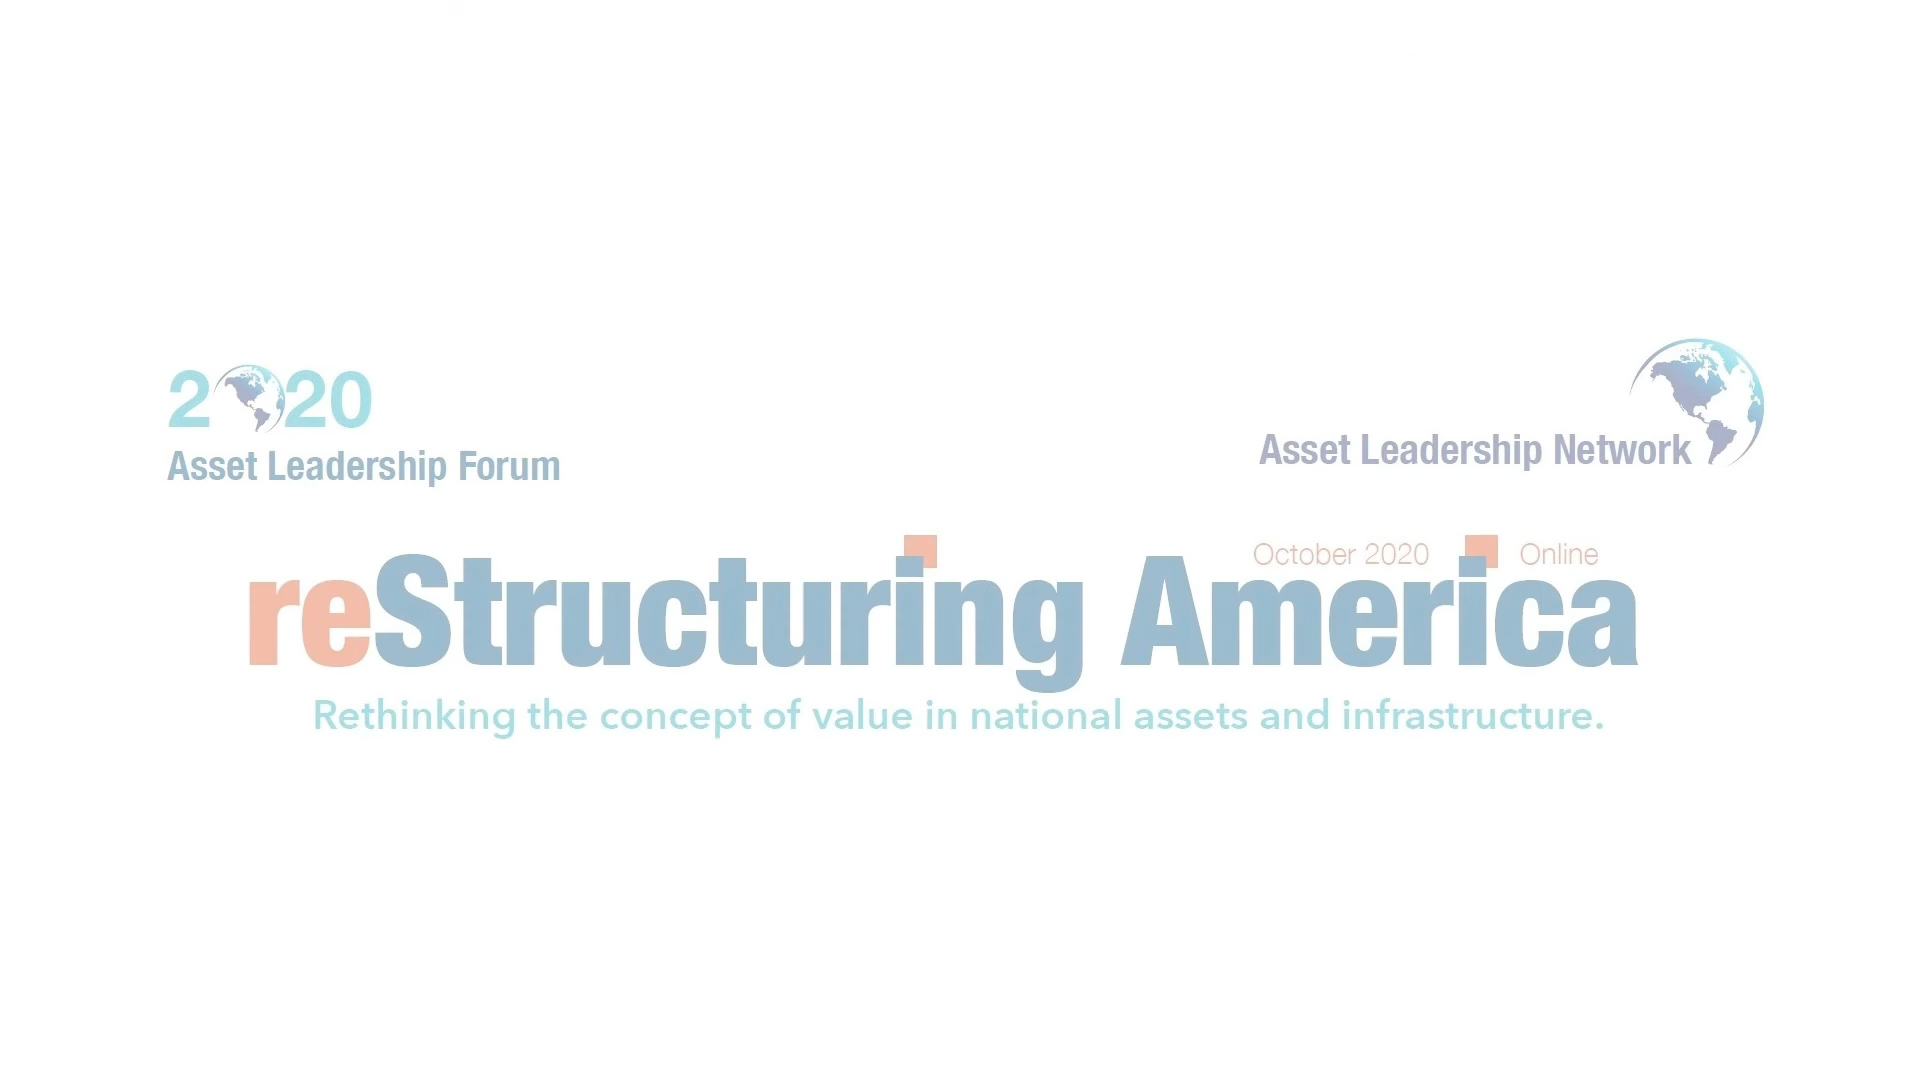 2020
Asset Leadership Forum
Asset Leadership Network
October 2020 Online
reStructuring America
Rethinking the concept of value in national assets and infrastructure.